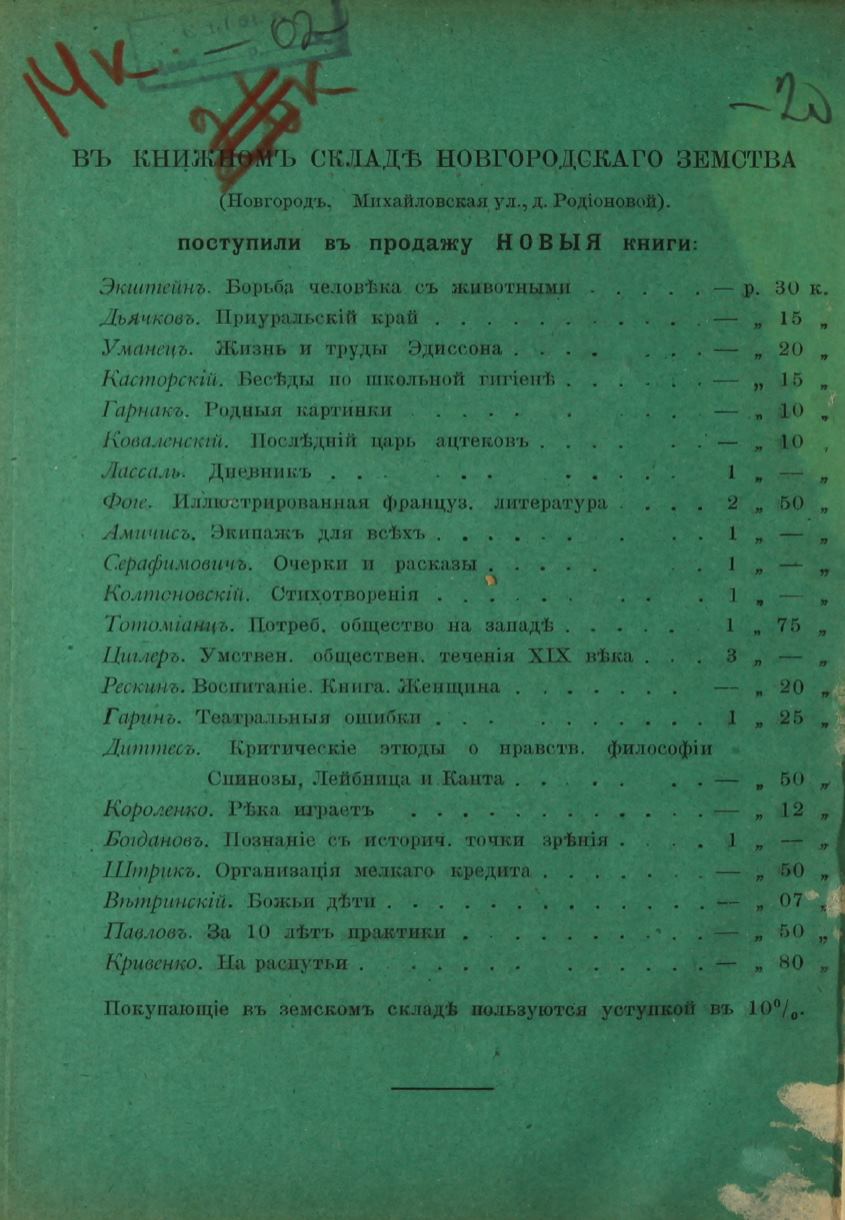 14 к
— 02
25 к
— 20
ВЪ КНИЖНОМЪ СКЛАДѢ НОВГОРОДСКАГО ЗЕМСТВА
(Новгородъ, Михайловская ул., д. Родіоновой).
поступили въ продажу НОВЫЯ книги:
Экштейнъ. Борьба человѣка съ животными . . . . . — р. 30 к.
Дьячковъ. Приуральскій край . . . . . . . . . . . . — „ 15 „
Уманецъ. Жизнь и труды Эдиссона . . . . . . . — „ 20 „
Касторскій. Бесѣды по школьной гигіенѣ . . . . . . — „ 15 „
Гарнакъ. Родныя картинки . . . . . . . . — „ 10 „
Коваленскій. Послѣдній царь ацтековъ . . . . . . . — „ 10 „
Лассаль. Дневникъ . . . . . . . . . . . 1 „ — „
Фоге. Иллюстрированная француз. литература . . . . 2 „ 50 „
Амичисъ. Экипажъ для всѣхъ . . . . . . . . . 1 „ — „
Серафимовичъ. Очерки и расказы . . . . . . . 1 „ — „
Колтоновскій. Стихотворенія . . . . . . . . . . 1 „ — „
Тотоміанцъ. Потреб. общество на западѣ . . . . . 1 „ 75 „
Циглеръ. Умствен. обществен. теченія XIX вѣка . . . 3 „ — „
Рескинъ. Воспитаніе. Книга. Женщина . . . . . . . — „ 20 „
Гаринъ. Театральныя ошибки . . . . . . . . . . 1 „ 25 „
Диттесъ. Критическіе этюды о нравств. философіи
Спинозы, Лейбница и Канта . . . . . . . — „ 50 „
Короленко. Рѣка играетъ . . . . . . . . . . . . — „ 12 „
Богдановъ. Познаніе съ историч. точки зрѣнія . . . . 1 „ — „
Штрикъ. Организація мелкаго кредита . . . . . . . — „ 50 „
Вѣтринскій. Божьи дѣти . . . . . . . . . . . . . — „ 07 „
Павловъ. За 10 лѣтъ практики . . . . . . . . . . — „ 50 „
Кривенко. На распутьи . . . . . . . . . . . . — „ 80 „
Покупающіе въ земскомъ складѣ пользуются уступкой въ 10%.